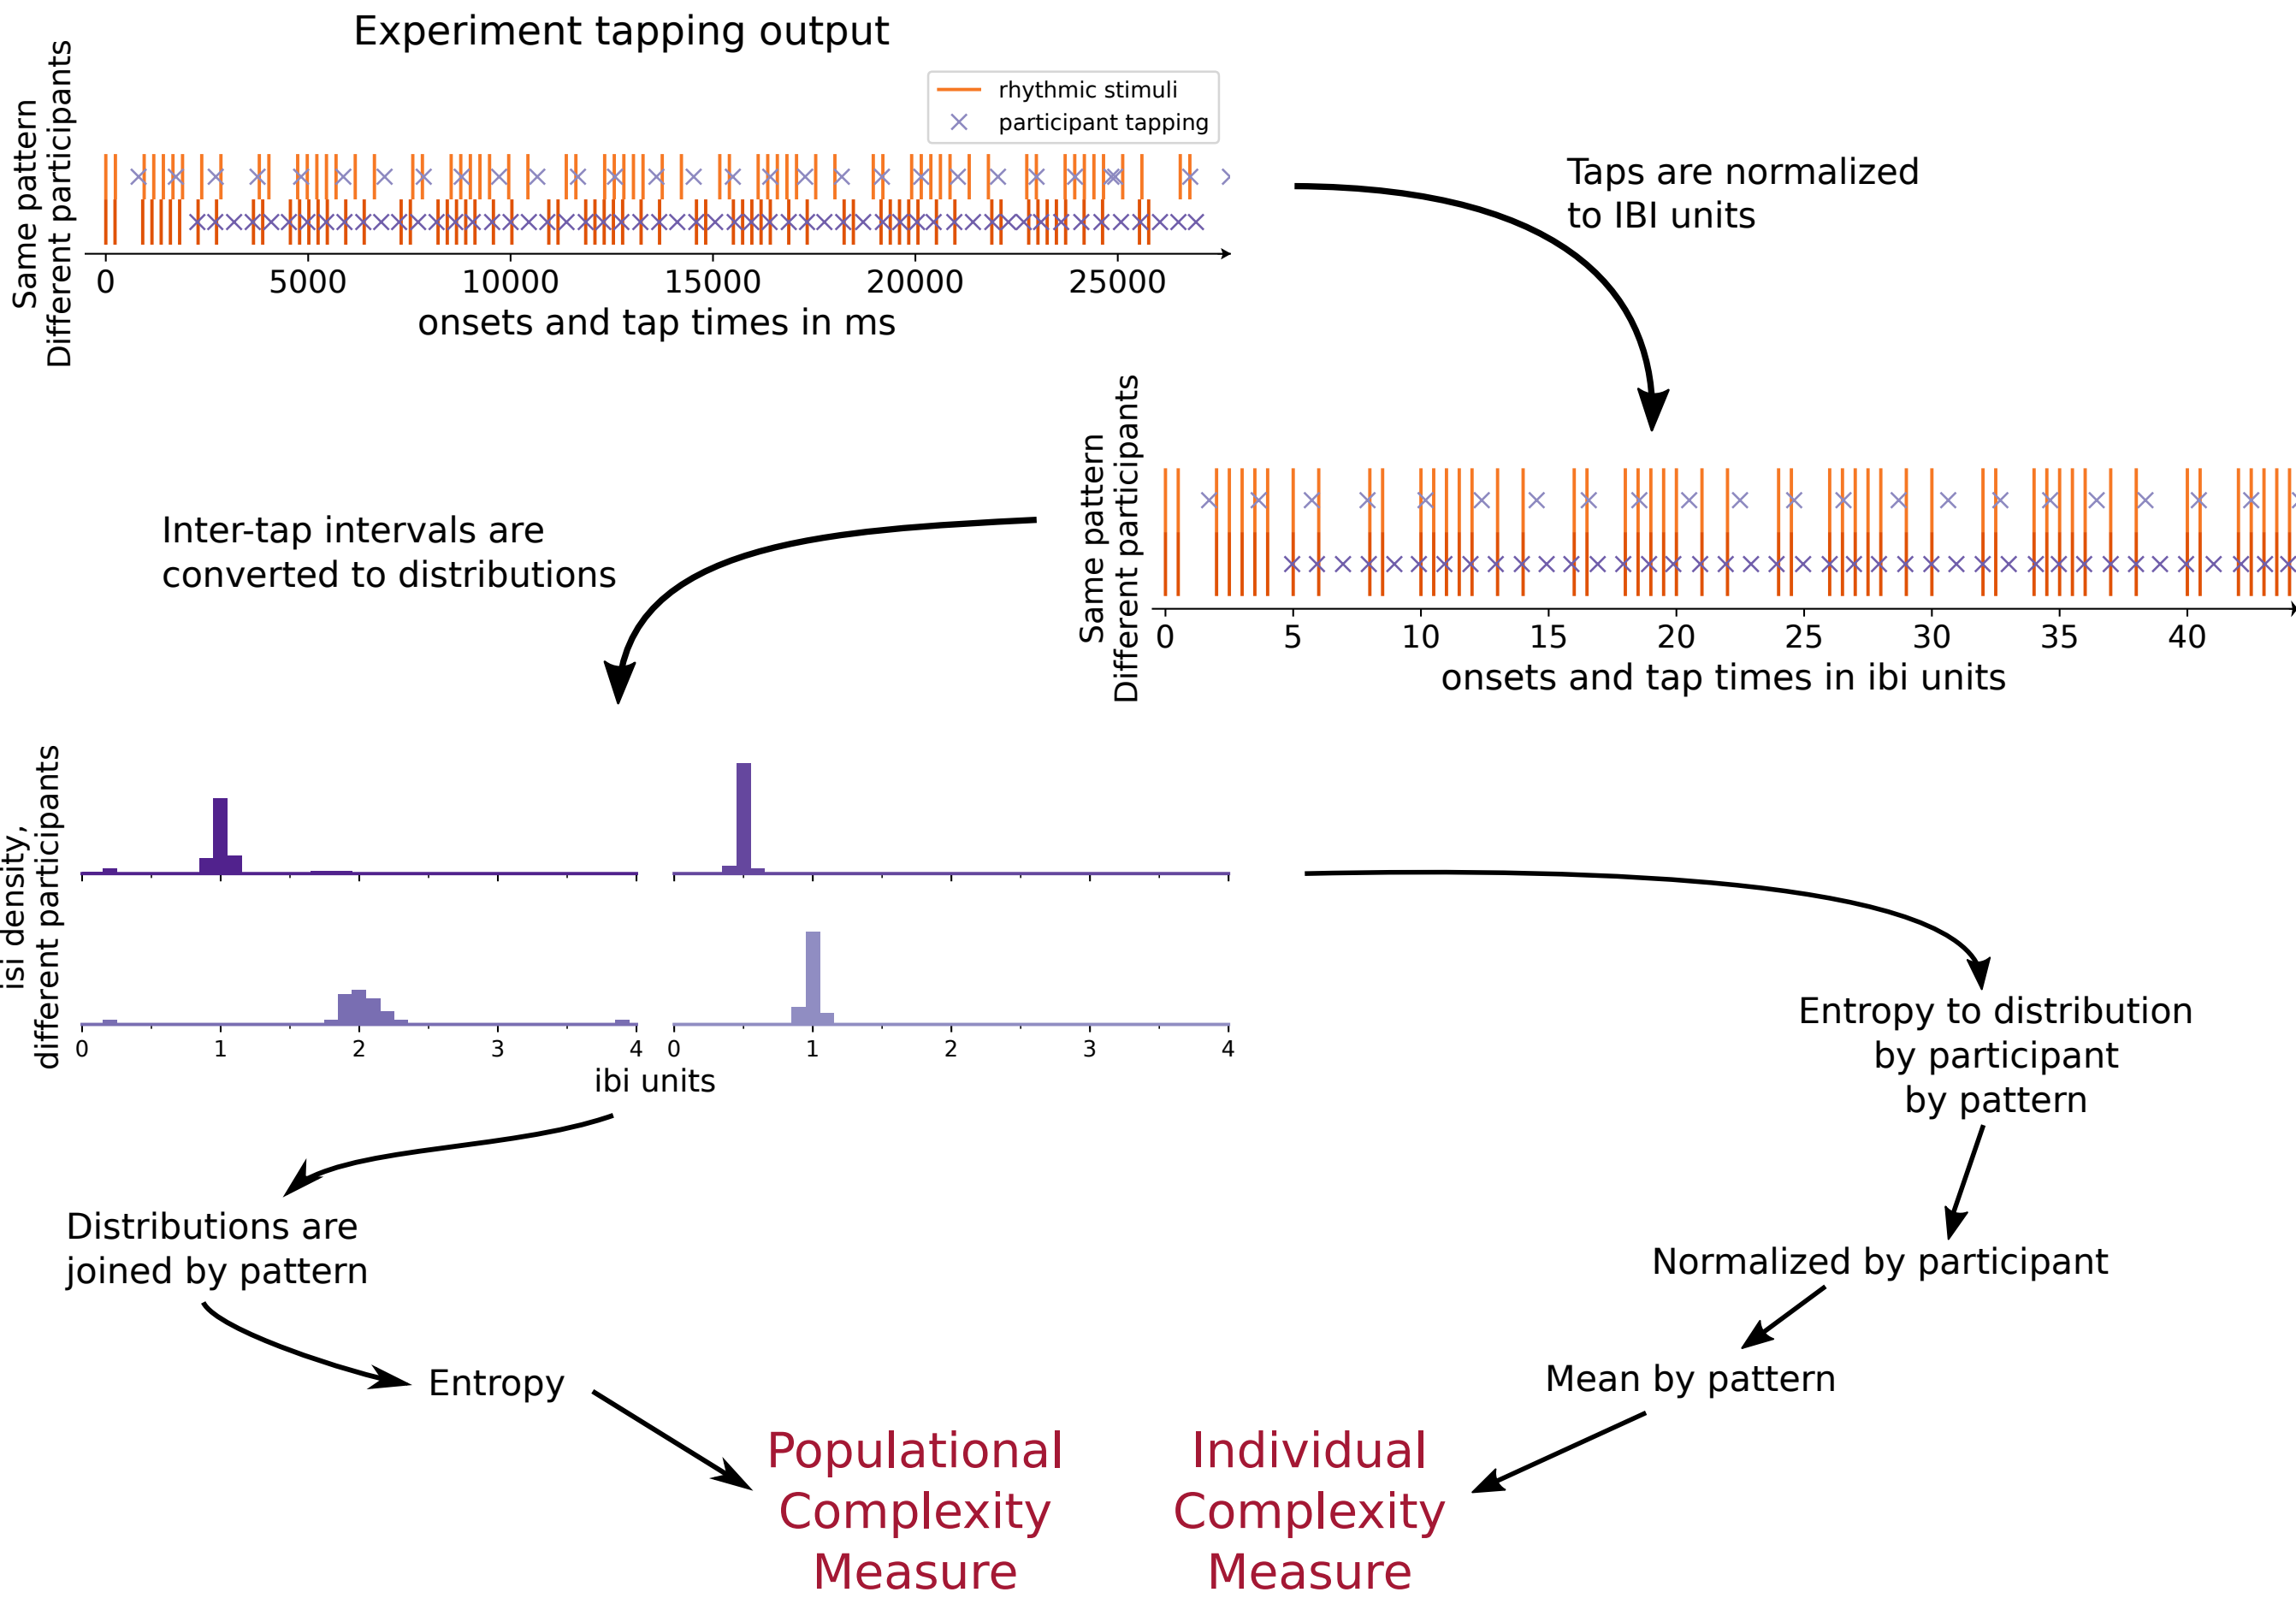 Experiment tapping output
rhythmic stimuli
participant tapping
Same pattern
Different participants
0 5000 10000 15000 20000 25000
onsets and tap times in ms
Taps are normalized
to IBI units
Same pattern
Different participants
0 5 10 15 20 25 30 35 40
onsets and tap times in ibi units
Inter-tap intervals are
converted to distributions
isi density,
different participants
0 1 2 3 4 0 1 2 3 4
ibi units
Entropy to distribution
by participant
by pattern
Distributions are
joined by pattern
Normalized by participant
Entropy
Mean by pattern
Populational
Complexity
Measure
Individual
Complexity
Measure